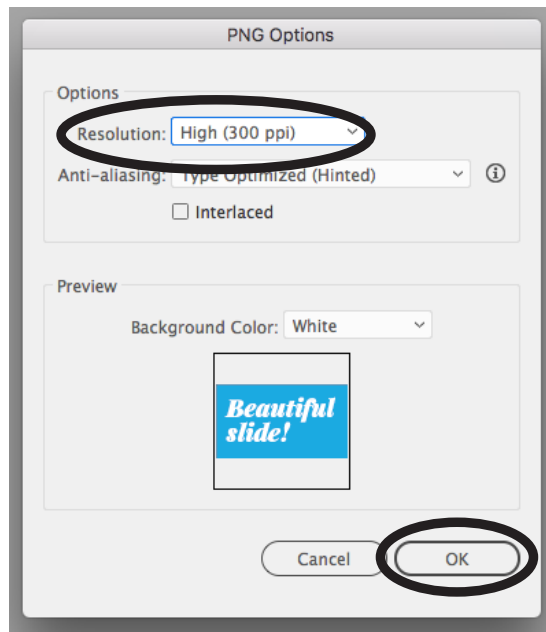 PNG Options
Options
Resolution: High (300 ppi)
Anti-aliasing: Type Optimized (Hinted)
Interlaced
Preview
Background Color: White
Beautiful
slide!
Cancel OK